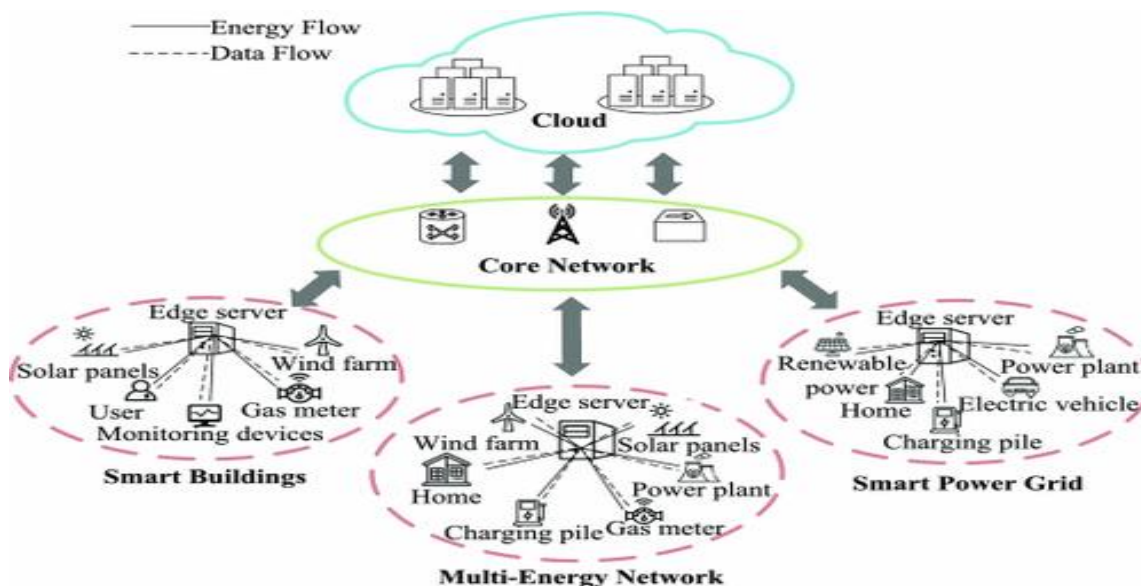 Energy Flow
Data Flow
Cloud
Core Network
Edge server
Solar panels
Wind farm
User
Gas meter
Monitoring devices
Smart Buildings
Edge server
Wind farm
Solar panels
Home
Power plant
Charging pile
Gas meter
Multi-Energy Network
Edge server
Renewable
power
Power plant
Home
Electric vehicle
Charging pile
Smart Power Grid